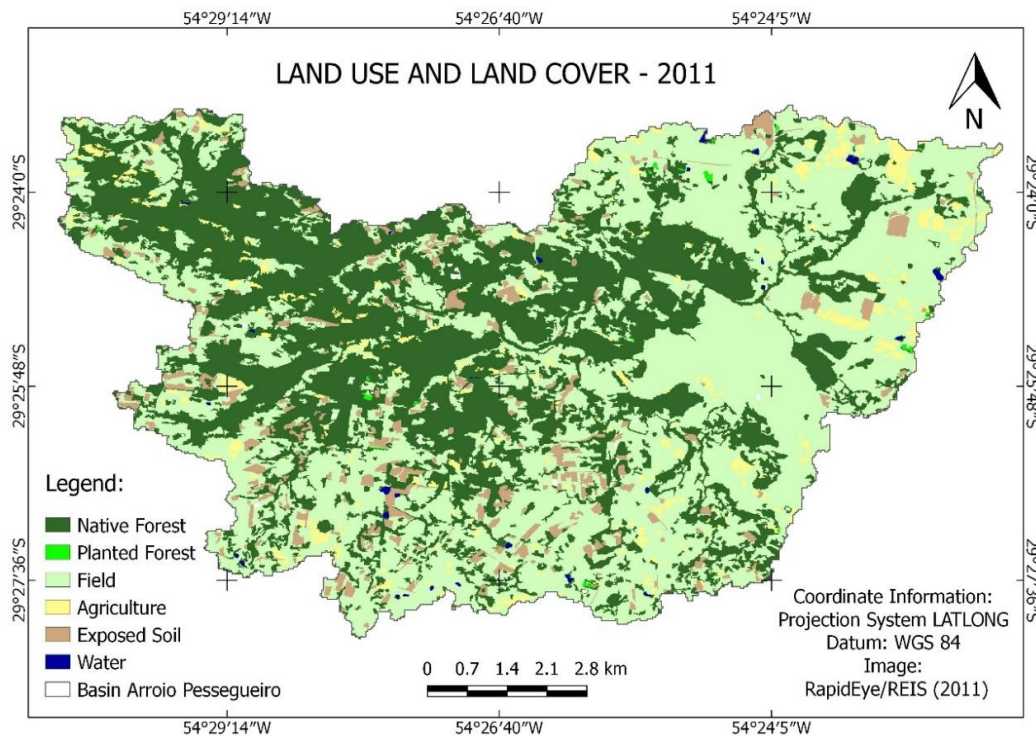 54°29'14"W 54°26'40"W 54°24'5"W
LAND USE AND LAND COVER - 2011
N
29°24'0"S 29°24'0"S
29°25'48"S 29°25'48"S
29°27'36"S 29°27'36"S
Legend:
Native Forest
Planted Forest
Field
Agriculture
Exposed Soil
Water
Basin Arroio Pessegueiro
0 0.7 1.4 2.1 2.8 km
Coordinate Information:
Projection System LATLONG
Datum: WGS 84
Image:
RapidEye/REIS (2011)
54°29'14"W 54°26'40"W 54°24'5"W